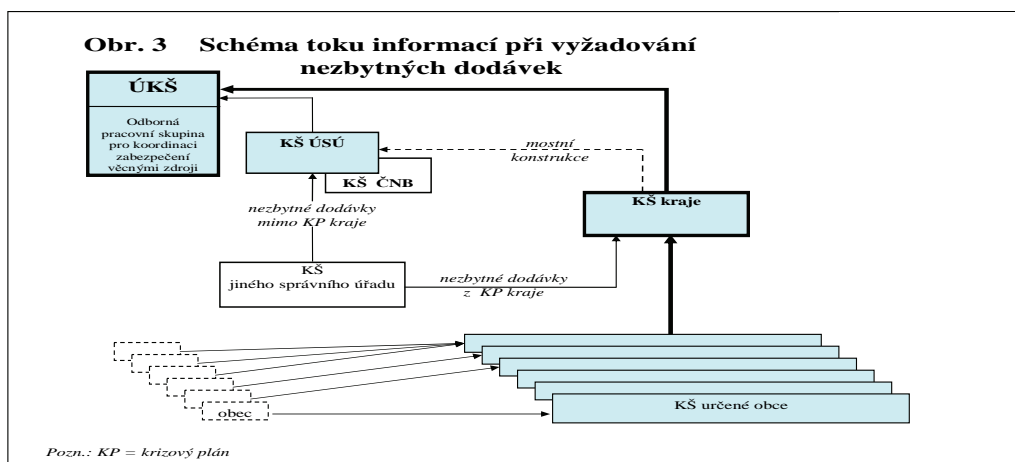 Obr. 3 Schéma toku informací při vyžadování
nezbytných dodávek
ÚKŠ
Odborná
pracovní skupina
pro koordinaci
zabezpečení
věcnými zdroji
KŠ ÚSÚ
KŠ ČNB
mostní
konstrukce
KŠ kraje
nezbytné dodávky
mimo KP kraje
KŠ
jiného správního úřadu
nezbytné dodávky
z KP kraje
obec
KŠ určené obce
Pozn.: KP = krizový plán